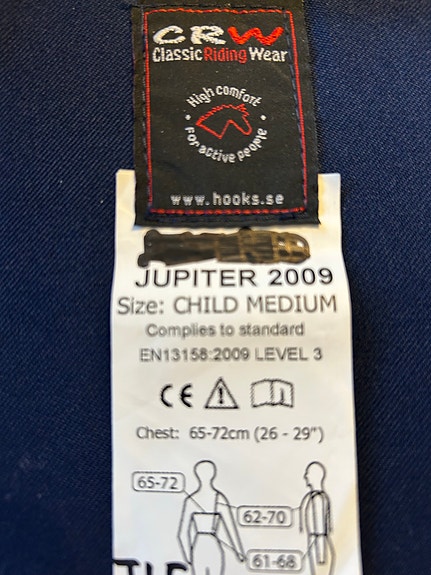 CRW
Classic Riding Wear
High comfort
• •
for active people
www.hooks.se
JUPITER 2009
Size: CHILD MEDIUM
Complies to standard
EN13158:2009 LEVEL 3
CE
Chest: 65-72cm (26 - 29")
65-72
62-70
61-68